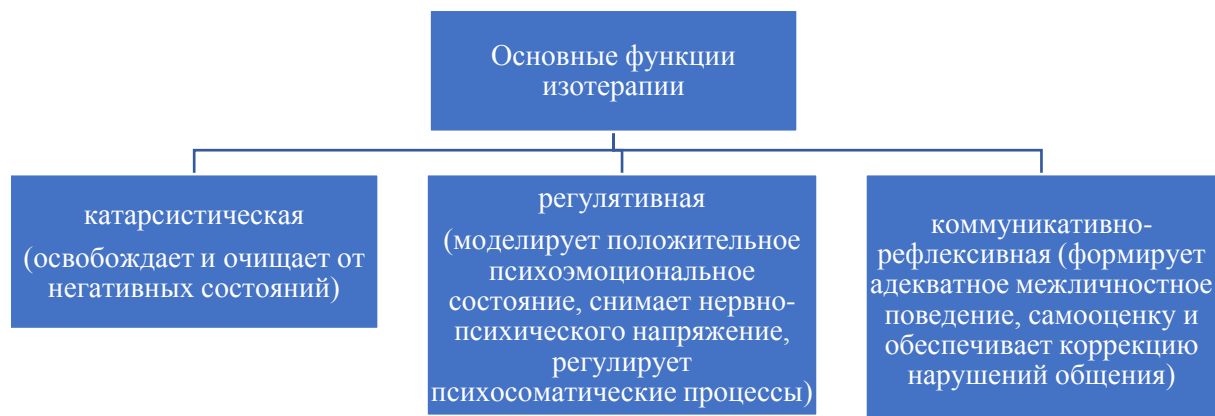 Основные функции
изотерапии
катарсистическая
(освобождает и очищает от
негативных состояний)
регулятивная
(моделирует положительное
психоэмоциональное
состояние, снимает нервно-
психического напряжение,
регулирует
психосоматические процессы)
коммуникативно-
рефлексивная (формирует
адекватное межличностное
поведение, самооценку и
обеспечивает коррекцию
нарушений общения)